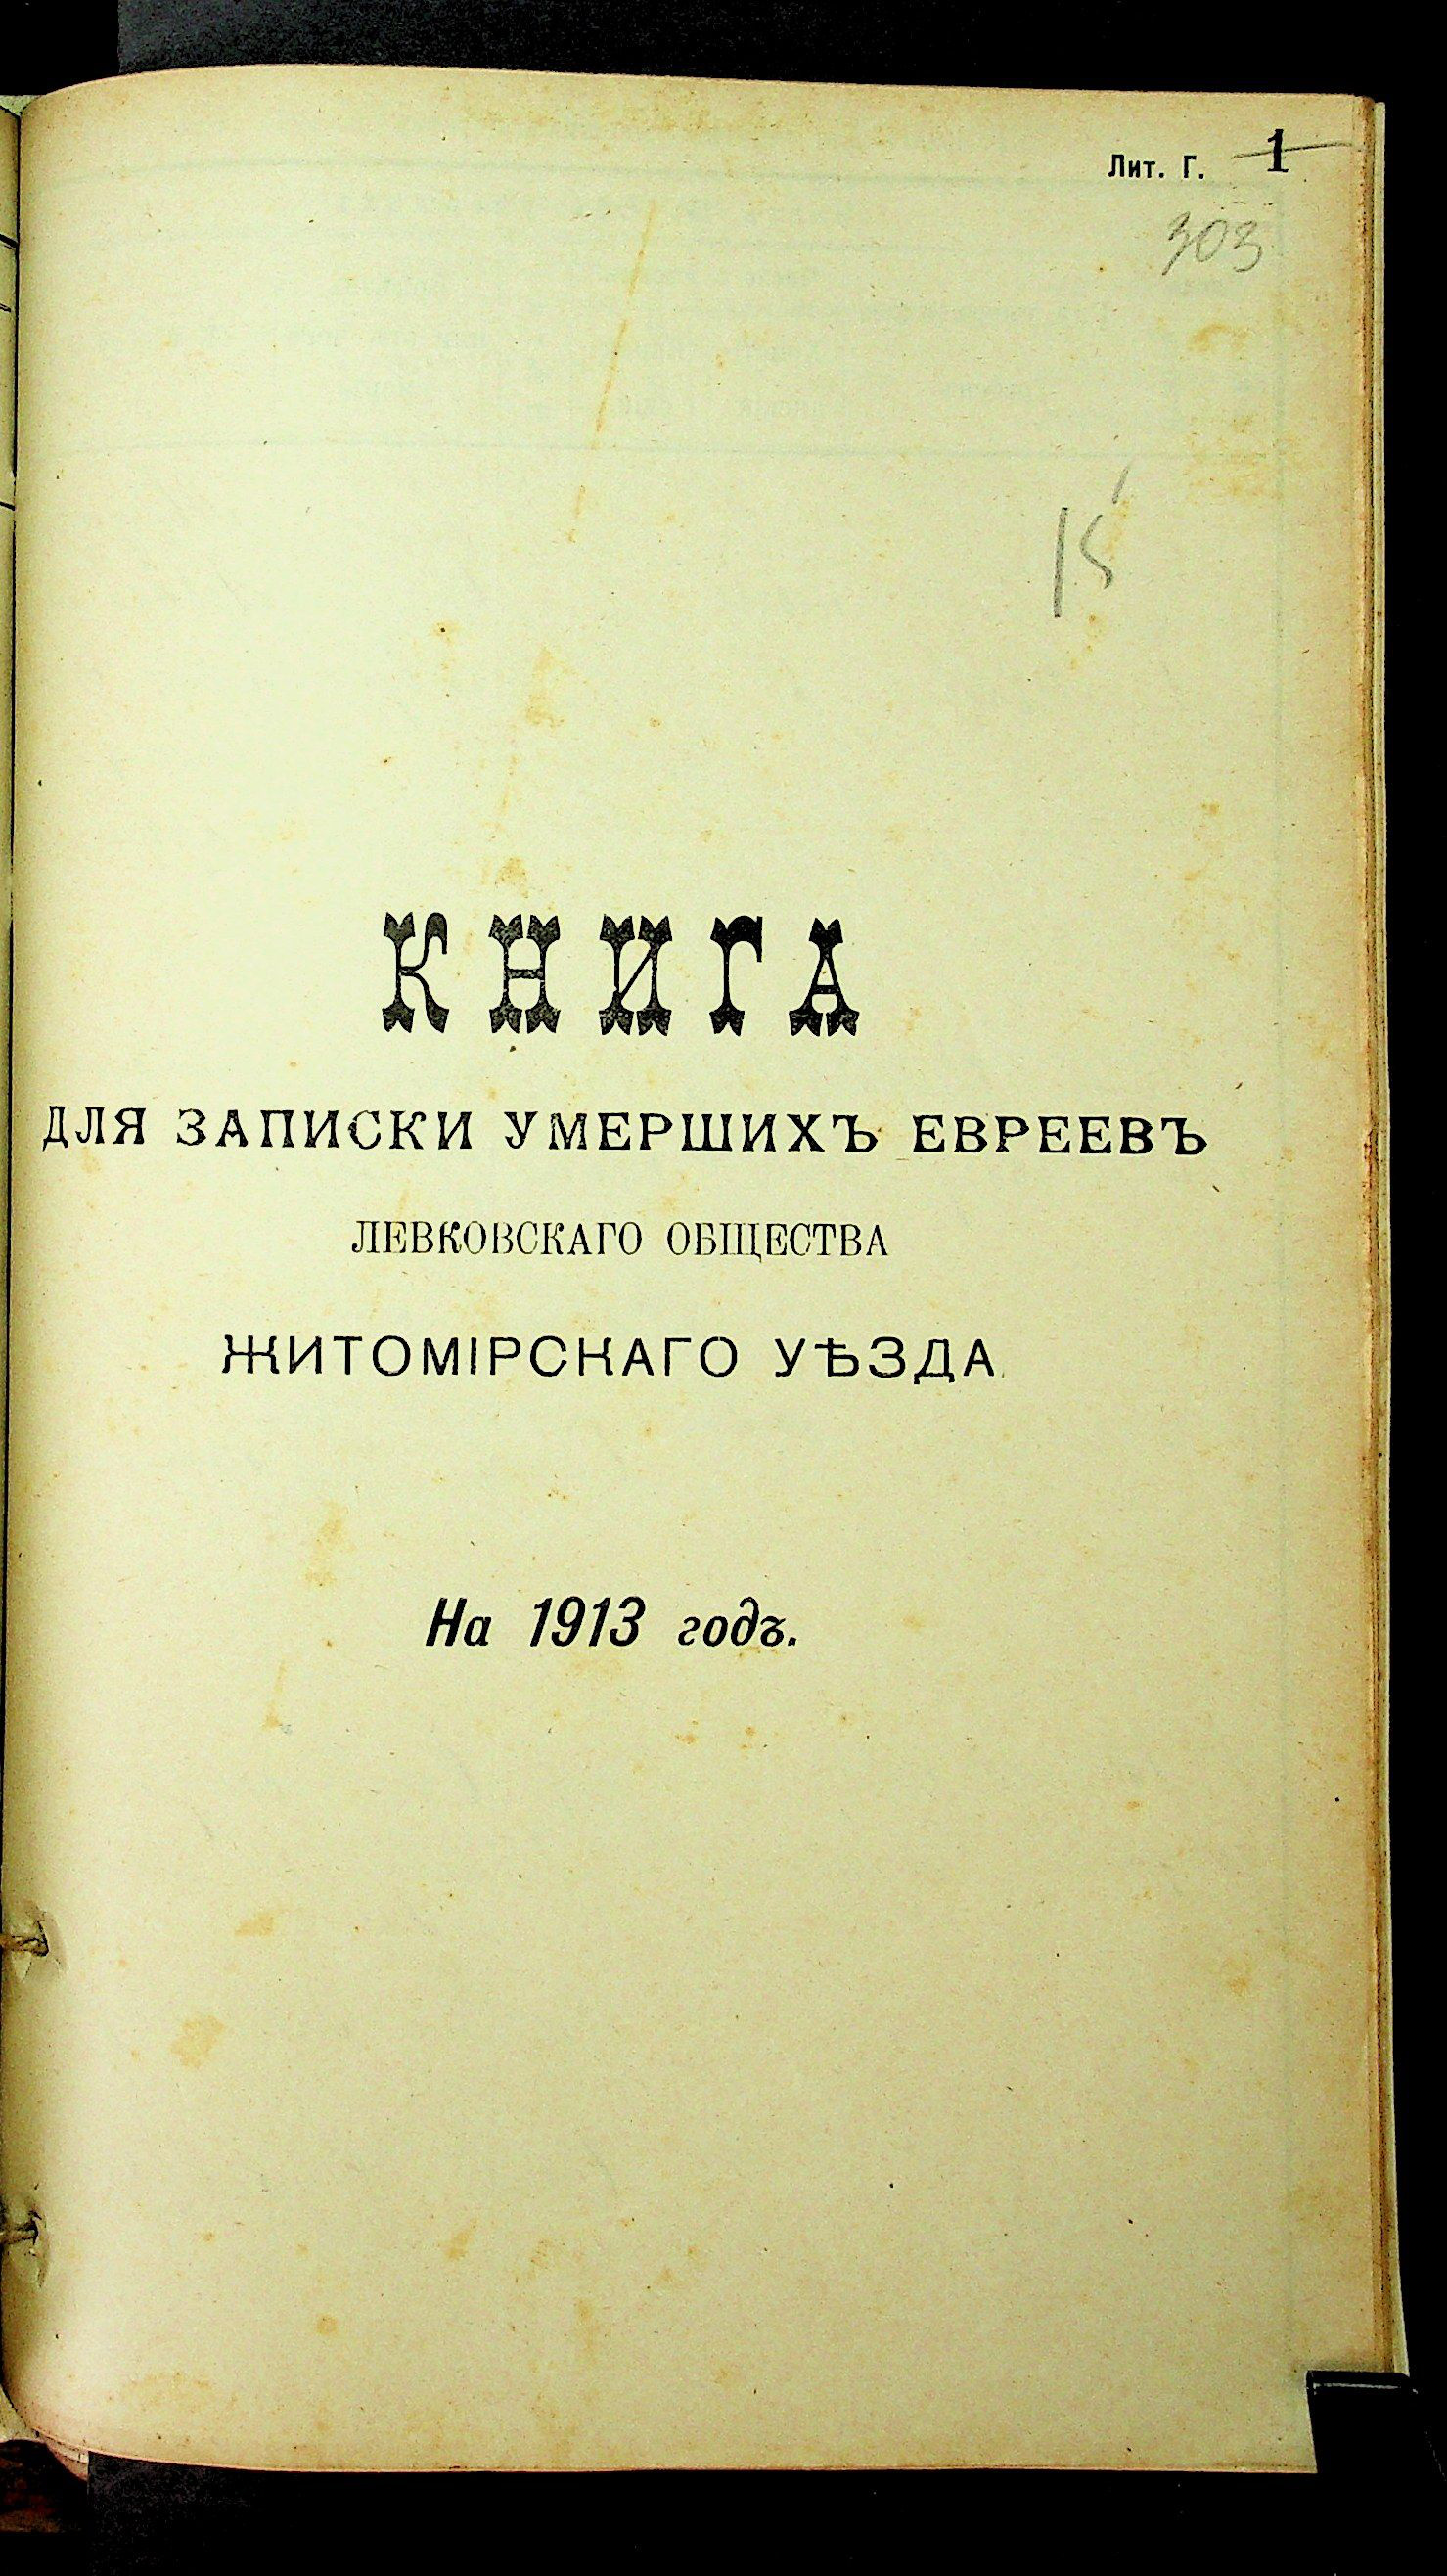 Лит. Г. 1
303
15
КНИГА
ДЛЯ ЗАПИСКИ УМЕРШИХЪ ЕВРЕЕВЪ
ЛЕВКОВСКАГО ОБЩЕСТВА
ЖИТОМІРСКАГО УѢЗДА
На 1913 годъ.